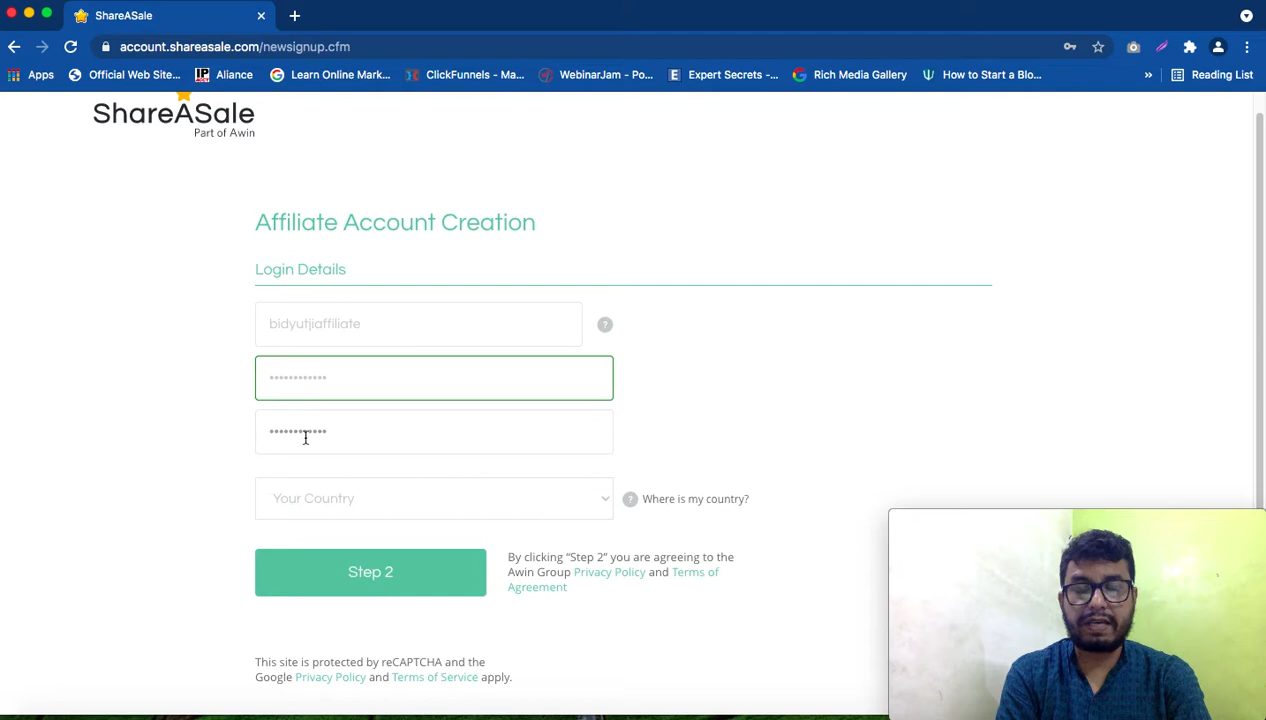 ShareASale
account.shareasale.com/newsignup.cfm
Apps
Official Web Site...
Aliance
Learn Online Mark...
ClickFunnels - Ma...
WebinarJam - Po...
Expert Secrets -...
Rich Media Gallery
How to Start a Blo...
»
Reading List
ShareASale
Part of Awin
Affiliate Account Creation
Login Details
bidyutjiaffiliate
?
••••••••••••
••••••••••••
Your Country
? Where is my country?
Step 2
By clicking “Step 2” you are agreeing to the
Awin Group Privacy Policy and Terms of
Agreement
This site is protected by reCAPTCHA and the
Google Privacy Policy and Terms of Service apply.